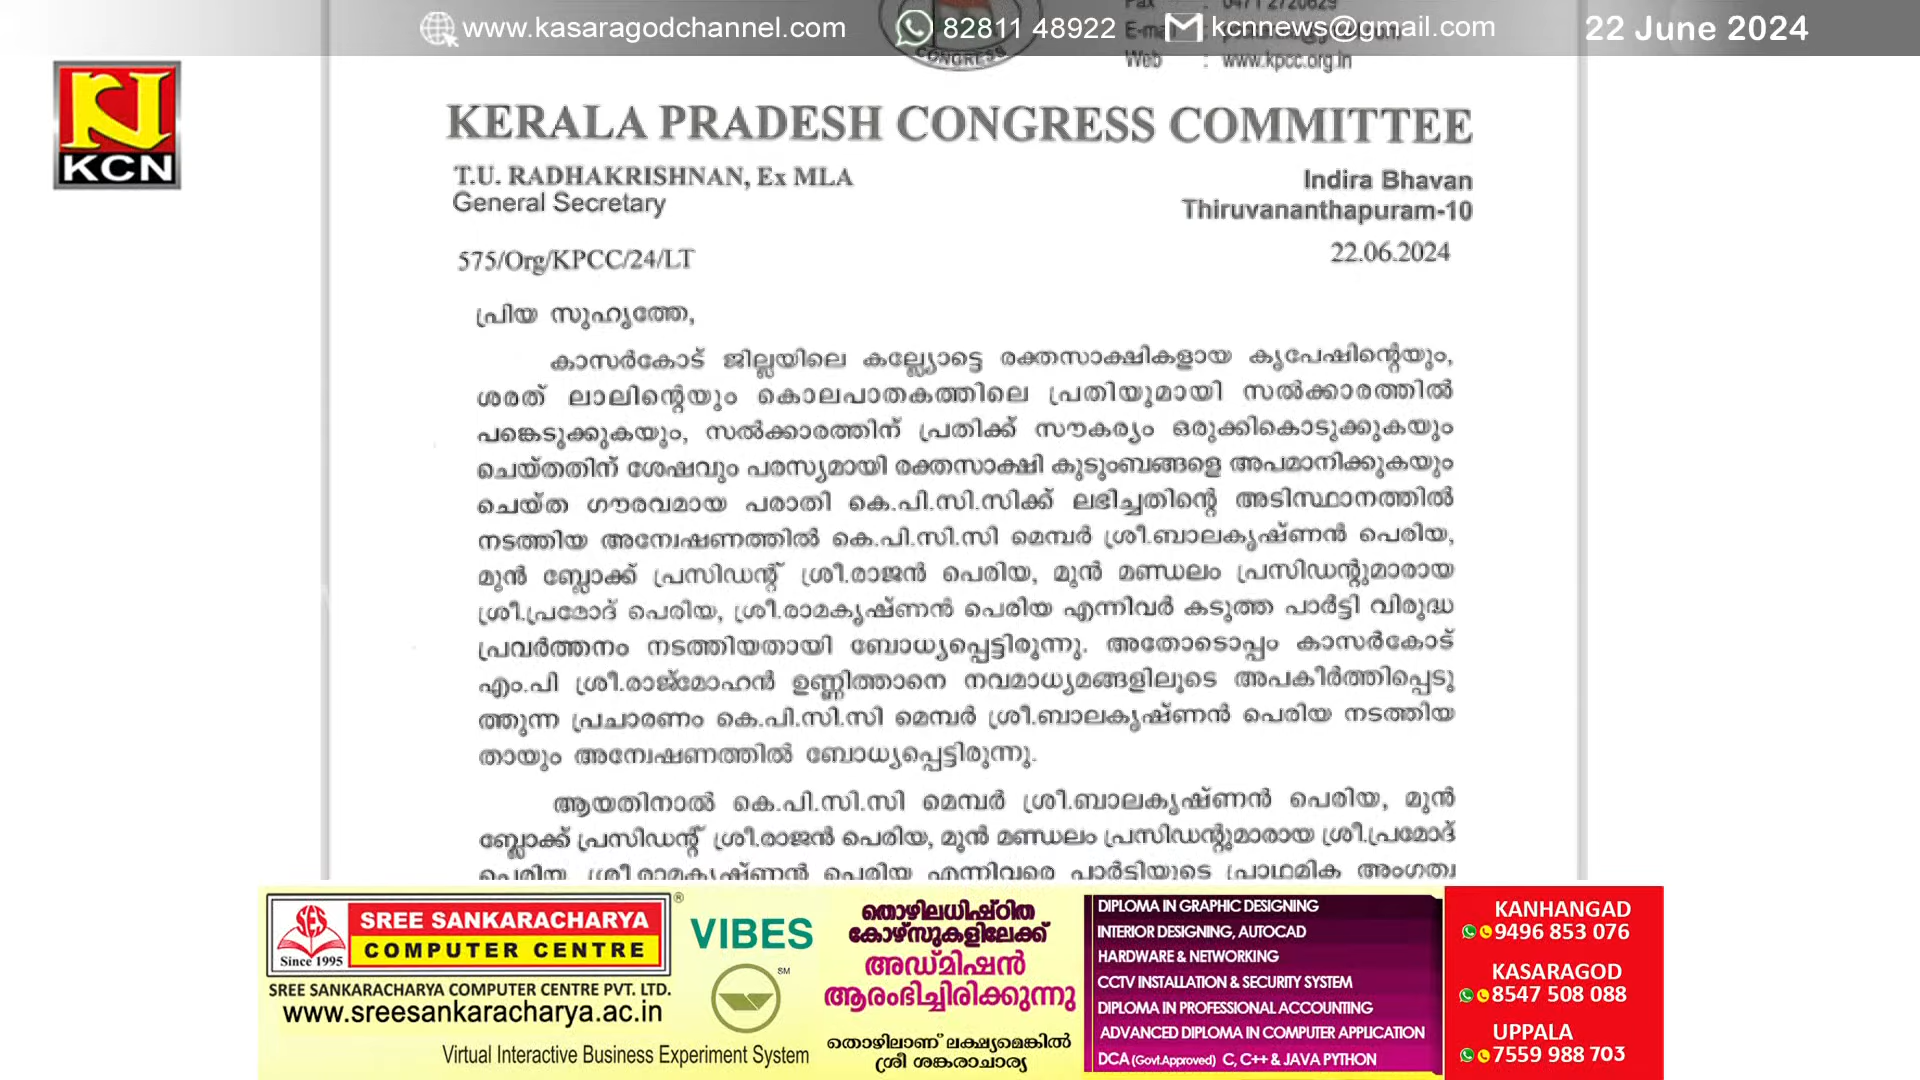 www.kasaragodchannel.com 82811 48922 kcnnews@gmail.com 22 June 2024
CONGRESS
Web : www.kpcc.org.in
KCN
KERALA PRADESH CONGRESS COMMITTEE
T.U. RADHAKRISHNAN, Ex MLA
General Secretary
Indira Bhavan
Thiruvananthapuram-10
575/Org/KPCC/24/LT
22.06.2024
പ്രിയ സുഹൃത്തേ,
കാസർകോട് ജില്ലയിലെ കല്ല്യോട്ടെ രക്തസാക്ഷികളായ കൃപേഷിന്റെയും,
ശരത് ലാലിന്റെയും കൊലപാതകത്തിലെ പ്രതിയുമായി സൽക്കാരത്തിൽ
പങ്കെടുക്കുകയും, സൽക്കാരത്തിന് പ്രതിക്ക് സൗകര്യം ഒരുക്കികൊടുക്കുകയും
ചെയ്തതിന് ശേഷവും പരസ്യമായി രക്തസാക്ഷി കുടുംബങ്ങളെ അപമാനിക്കുകയും
ചെയ്ത ഗൗരവമായ പരാതി കെ.പി.സി.സിക്ക് ലഭിച്ചതിന്റെ അടിസ്ഥാനത്തിൽ
നടത്തിയ അന്വേഷണത്തിൽ കെ.പി.സി.സി മെമ്പർ ശ്രീ.ബാലകൃഷ്ണൻ പെരിയ,
മുൻ ബ്ലോക്ക് പ്രസിഡന്റ് ശ്രീ.രാജൻ പെരിയ, മുൻ മണ്ഡലം പ്രസിഡന്റുമാരായ
ശ്രീ.പ്രമോദ് പെരിയ, ശ്രീ.രാമകൃഷ്ണൻ പെരിയ എന്നിവർ കടുത്ത പാർട്ടി വിരുദ്ധ
പ്രവർത്തനം നടത്തിയതായി ബോധ്യപ്പെട്ടിരുന്നു. അതോടൊപ്പം കാസർകോട്
എം.പി ശ്രീ.രാജ്മോഹൻ ഉണ്ണിത്താനെ നവമാധ്യമങ്ങളിലൂടെ അപകീർത്തിപ്പെടു
ത്തുന്ന പ്രചാരണം കെ.പി.സി.സി മെമ്പർ ശ്രീ.ബാലകൃഷ്ണൻ പെരിയ നടത്തിയ
തായും അന്വേഷണത്തിൽ ബോധ്യപ്പെട്ടിരുന്നു.
ആയതിനാൽ കെ.പി.സി.സി മെമ്പർ ശ്രീ.ബാലകൃഷ്ണൻ പെരിയ, മുൻ
ബ്ലോക്ക് പ്രസിഡന്റ് ശ്രീ.രാജൻ പെരിയ, മുൻ മണ്ഡലം പ്രസിഡന്റുമാരായ ശ്രീ.പ്രമോദ്
പെരിയ, ശ്രീ.രാമകൃഷ്ണൻ പെരിയ എന്നിവരെ പാർട്ടിയുടെ പ്രാഥമിക അംഗത്വ
SREE SANKARACHARYA
COMPUTER CENTRE
Since 1995
SREE SANKARACHARYA COMPUTER CENTRE PVT. LTD.
www.sreesankaracharya.ac.in
VIBES
SM
Virtual Interactive Business Experiment System
തൊഴിലധിഷ്ഠിത
കോഴ്സുകളിലേക്ക്
അഡ്മിഷൻ
ആരംഭിച്ചിരിക്കുന്നു
തൊഴിലാണ് ലക്ഷ്യമെങ്കിൽ
ശ്രീ ശങ്കരാചാര്യ
DIPLOMA IN GRAPHIC DESIGNING
INTERIOR DESIGNING, AUTOCAD
HARDWARE & NETWORKING
CCTV INSTALLATION & SECURITY SYSTEM
DIPLOMA IN PROFESSIONAL ACCOUNTING
ADVANCED DIPLOMA IN COMPUTER APPLICATION
DCA (Govt.Approved) C, C++ & JAVA PYTHON
KANHANGAD
9496 853 076
KASARAGOD
8547 508 088
UPPALA
7559 988 703